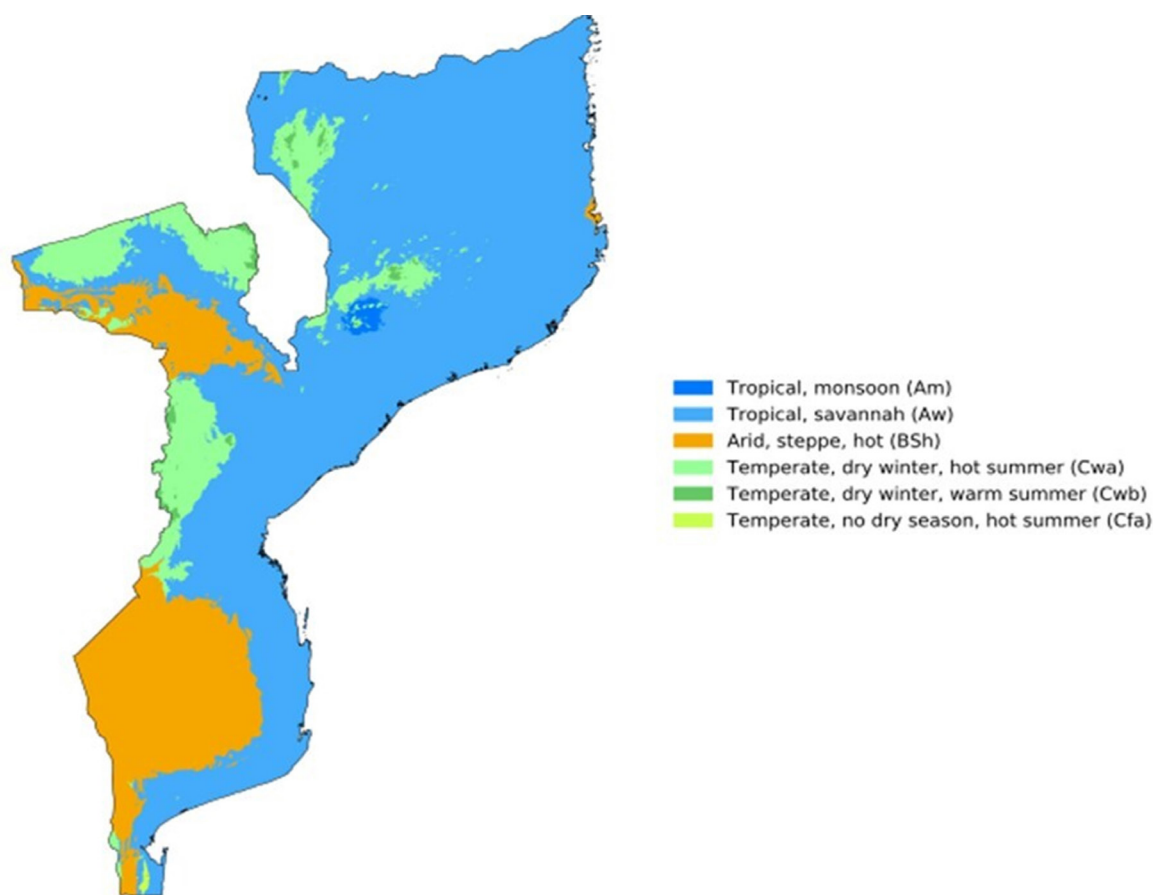 Tropical, monsoon (Am)
Tropical, savannah (Aw)
Arid, steppe, hot (BSh)
Temperate, dry winter, hot summer (Cwa)
Temperate, dry winter, warm summer (Cwb)
Temperate, no dry season, hot summer (Cfa)